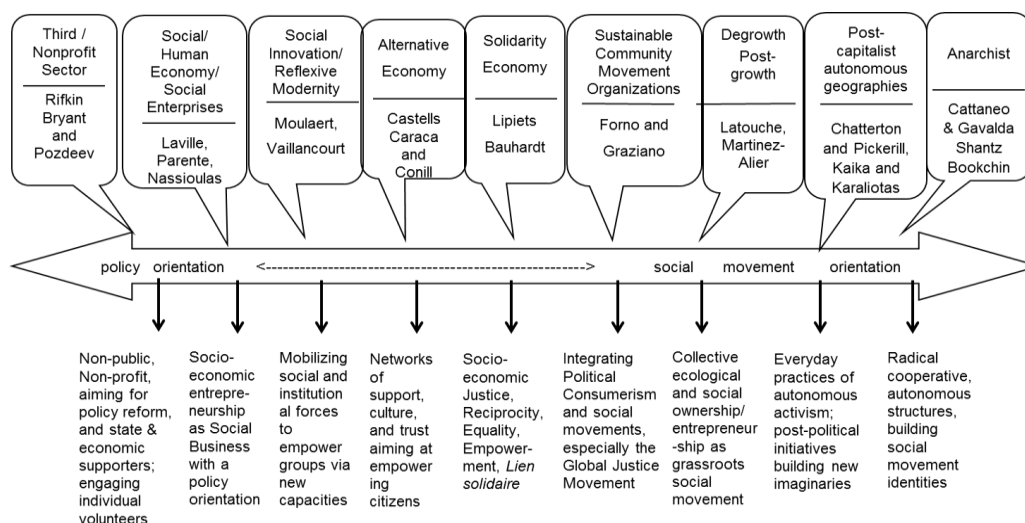 Third /
Nonprofit
Sector
Rifkin
Bryant
and
Pozdeev
Social/
Human
Economy/
Social
Enterprises
Laville,
Parente,
Nassioulas
Social
Innovation/
Reflexive
Modernity
Moulaert,
Vaillancourt
Alternative
Economy
Castells
Caraca
and
Conill
Solidarity
Economy
Lipiets
Bauhardt
Sustainable
Community
Movement
Organizations
Forno and
Graziano
Degrowth
Post-
growth
Latouche,
Martinez-
Alier
Post-
capitalist
autonomous
geographies
Chatterton
and Pickerill,
Kaika and
Karaliotas
Anarchist
Cattaneo
& Gavalda
Shantz
Bookchin
policy orientation <--------------------------------------------> social movement orientation
Non-public,
Non-profit,
aiming for
policy reform,
and state &
economic
supporters;
engaging
individual
volunteers
Socio-
economic
entrepre-
neurship
as Social
Business
with a
policy
orientation
Mobilizing
social and
institution
al forces
to
empower
groups via
new
capacities
Networks
of
support,
culture,
and trust
aiming at
empower
ing
citizens
Socio-
economic
Justice,
Reciprocity,
Equality,
Empower-
ment, Lien
solidaire
Integrating
Political
Consumerism
and social
movements,
especially the
Global Justice
Movement
Collective
ecological
and social
ownership/
entrepreneur
-ship as
grassroots
social
movement
Everyday
practices of
autonomous
activism;
post-political
initiatives
building new
imaginaries
Radical
cooperative,
autonomous
structures,
building
social
movement
identities